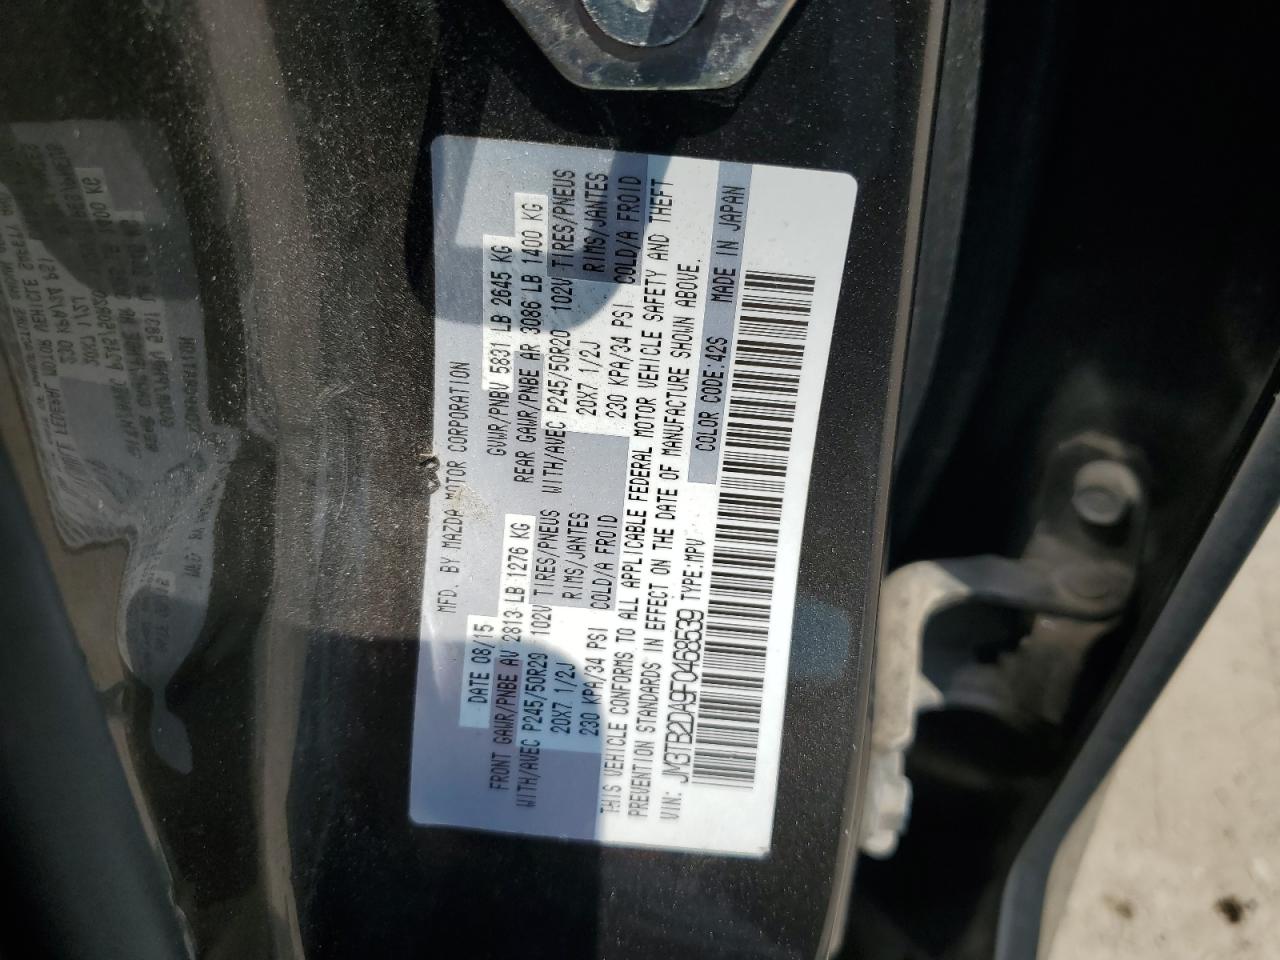 MFD. BY MAZDA MOTOR CORPORATION
DATE 08/15 GVWR/PNBV 5831 LB 2645 KG
FRONT GAWR/PNBE AV 2813 LB 1276 KG REAR GAWR/PNBE AR 3086 LB 1400 KG
WITH/AVEC P245/50R29 102V TIRES/PNEUS WITH/AVEC P245/50R20 102V TIRES/PNEUS
20X7 1/2J RIMS/JANTES 20X7 1/2J RIMS/JANTES
230 KPA/34 PSI COLD/A FROID 230 KPA/34 PSI COLD/A FROID
THIS VEHICLE CONFORMS TO ALL APPLICABLE FEDERAL MOTOR VEHICLE SAFETY AND THEFT
PREVENTION STANDARDS IN EFFECT ON THE DATE OF MANUFACTURE SHOWN ABOVE.
VIN: JM3TB2DA9F0468539 TYPE:MPV COLOR CODE:42S MADE IN JAPAN